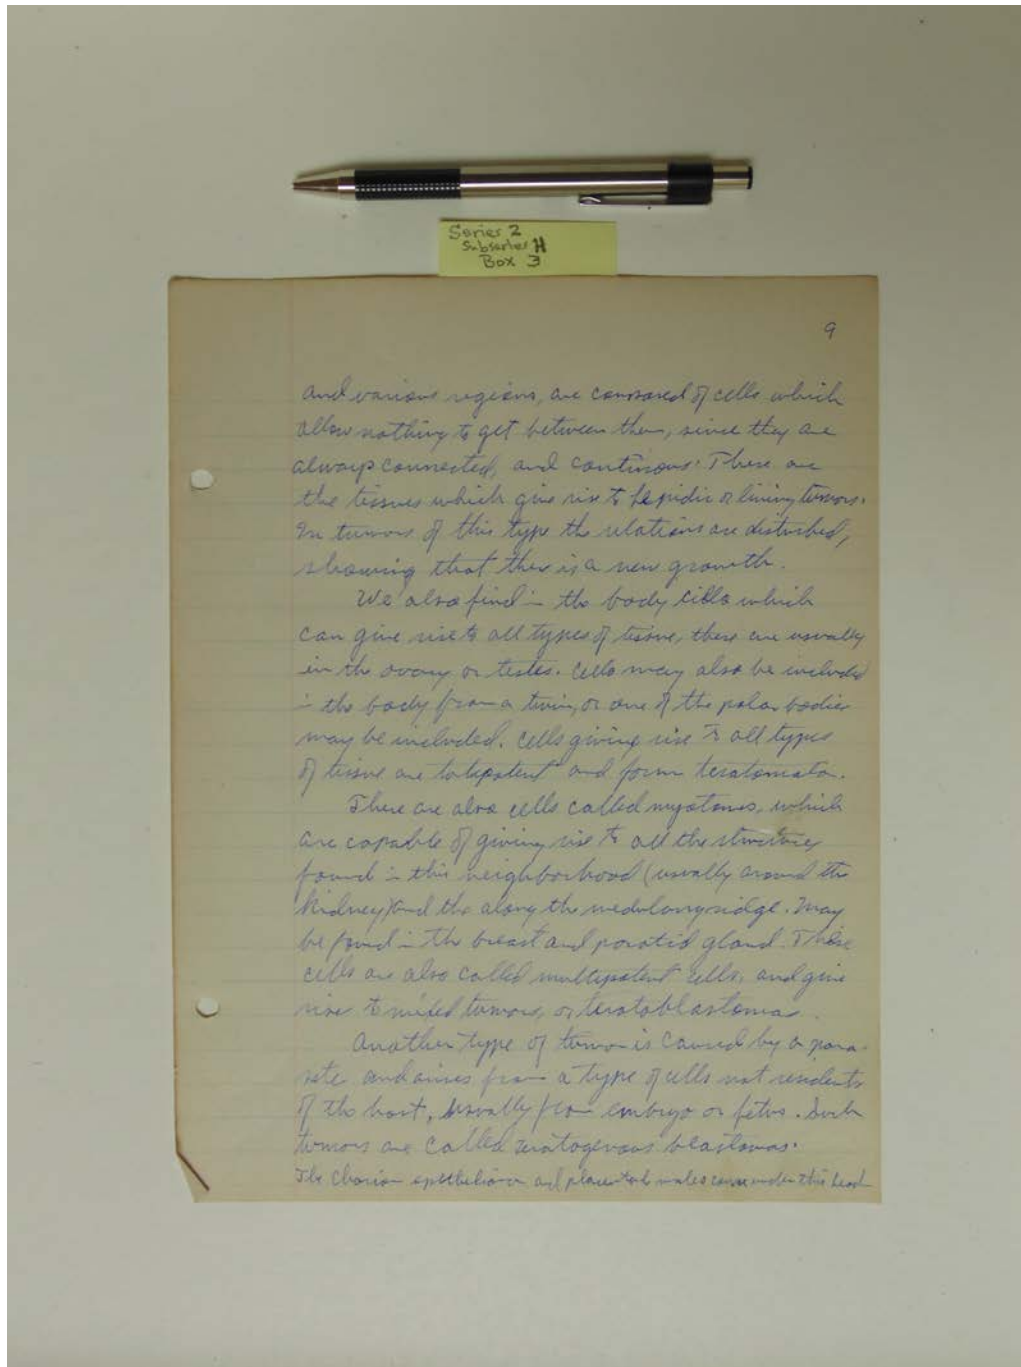 Series 2
Subseries H
Box 3
9
and various regions, are composed of cells which
allow nothing to get between them, since they are
always connected, and continous. These are
the tissues which give rise to lepidic or lining tumors.
In tumors of this type the relations are disturbed,
showing that there is a new growth.
We also find in the body cells which
can give rise to all types of tissue, these are usually
in the ovary or testes. Cells may also be included
in the body from a twin, or one of the polar bodies
may be included. Cells giving rise to all types
of tissue are totipotent and form teratomata.
There are also cells called myotomes, which
are capable of giving rise to all the structures
found in this neighborhood (usually around the
kidney) and the along the medulary ridge. May
be found in the breast and parotid gland. These
cells are also called multipotent cells, and give
rise to mixed tumors, or teratoblastoma.
Another type of tumor is caused by a para-
site and arises from a type of cells not residents
of the host, usually from embryo or fetus. Such
tumors are called blastomas.
The Chorion epithelioma and placental moles come under this head